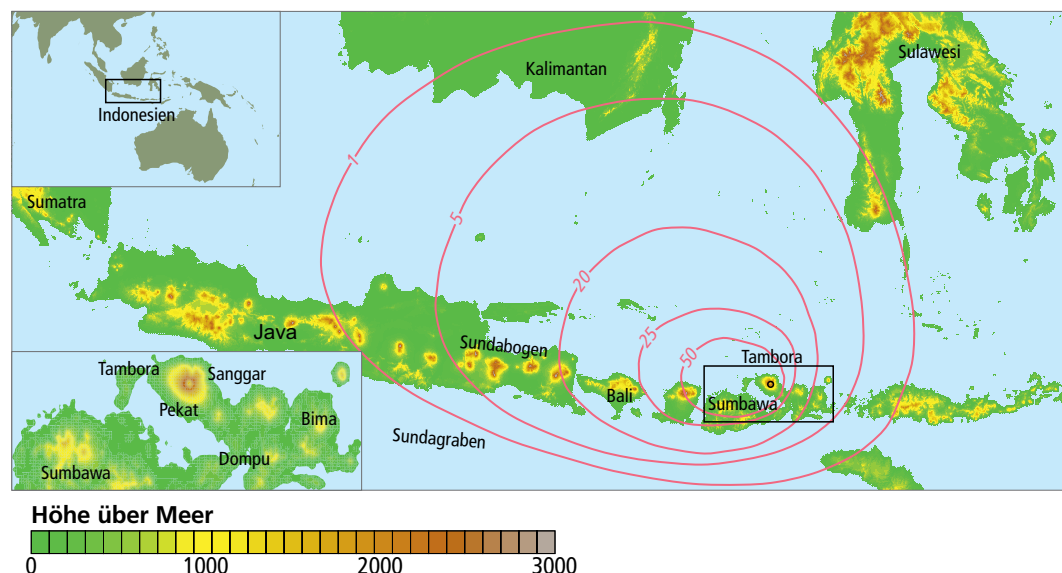 Indonesien
Kalimantan
Sulawesi
Sumatra
1
5
20
25
50
Java
Sundabogen
Tambora
Bali
Sumbawa
Sundagraben
Tambora
Sanggar
Pekat
Bima
Dompu
Sumbawa
Höhe über Meer
0 1000 2000 3000